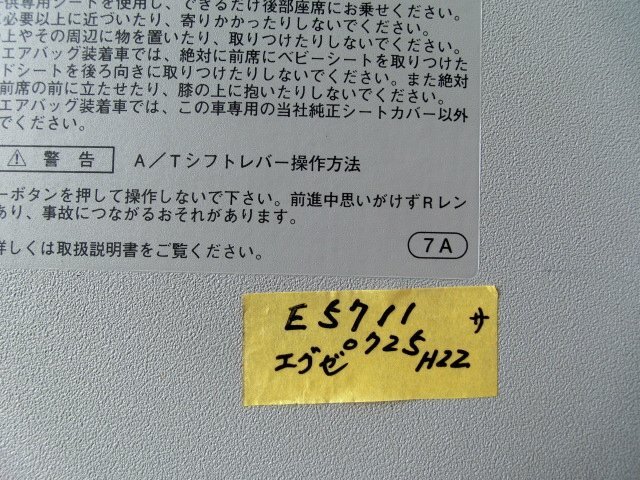 供専用シートを使用し、できるだけ後部座席にお乗せください。
必要以上に近づいたり、寄りかかったりしないでください。
上やその周辺に物を置いたり、取りつけたりしないでください。
エアバッグ装着車では、絶対に前席にベビーシートを取りつけた
ドシートを後ろ向きに取りつけたりしないでください。また絶対
前席の前に立たせたり、膝の上に抱いたりしないでください。
エアバッグ装着車では、この車専用の当社純正シートカバー以外
でください。
警告 A/Tシフトレバー操作方法
ーボタンを押して操作しないで下さい。前進中思いがけずRレン
あり、事故につながるおそれがあります。
詳しくは取扱説明書をご覧ください。
7A
E5711 サ
エグゼ0725 H22